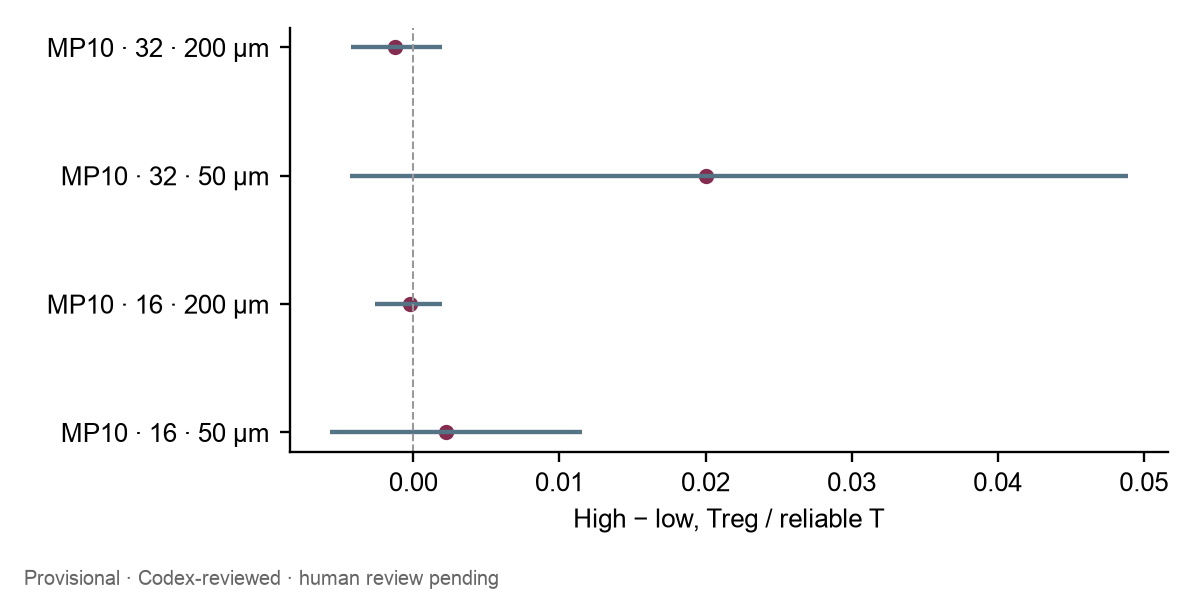 MP10 · 32 · 200 µm
MP10 · 32 · 50 µm
MP10 · 16 · 200 µm
MP10 · 16 · 50 µm
0.00 0.01 0.02 0.03 0.04 0.05
High − low, Treg / reliable T
Provisional · Codex-reviewed · human review pending